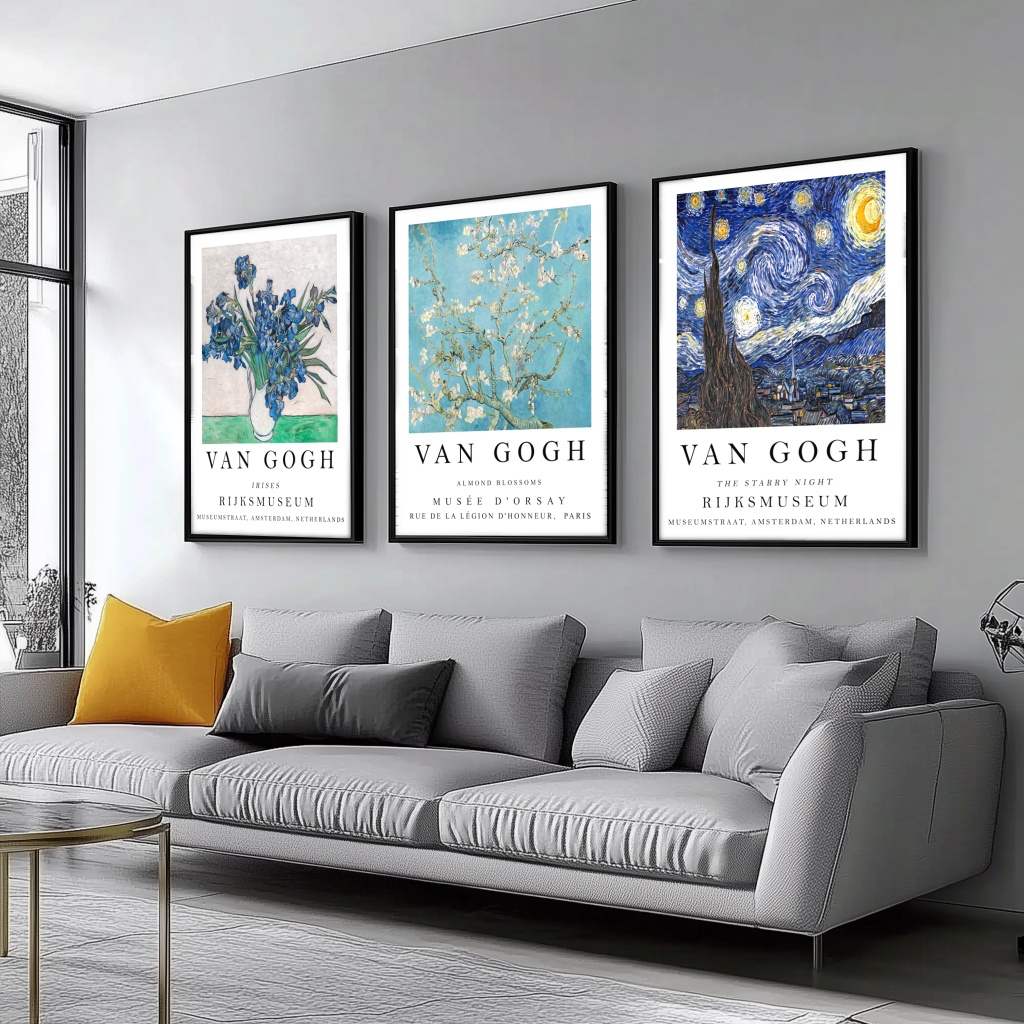 VAN GOGH
IRISES
RIJKSMUSEUM
MUSEUMSTRAAT, AMSTERDAM, NETHERLANDS
VAN GOGH
ALMOND BLOSSOMS
MUSÉE D'ORSAY
RUE DE LA LÉGION D'HONNEUR, PARIS
VAN GOGH
THE STARRY NIGHT
RIJKSMUSEUM
MUSEUMSTRAAT, AMSTERDAM, NETHERLANDS